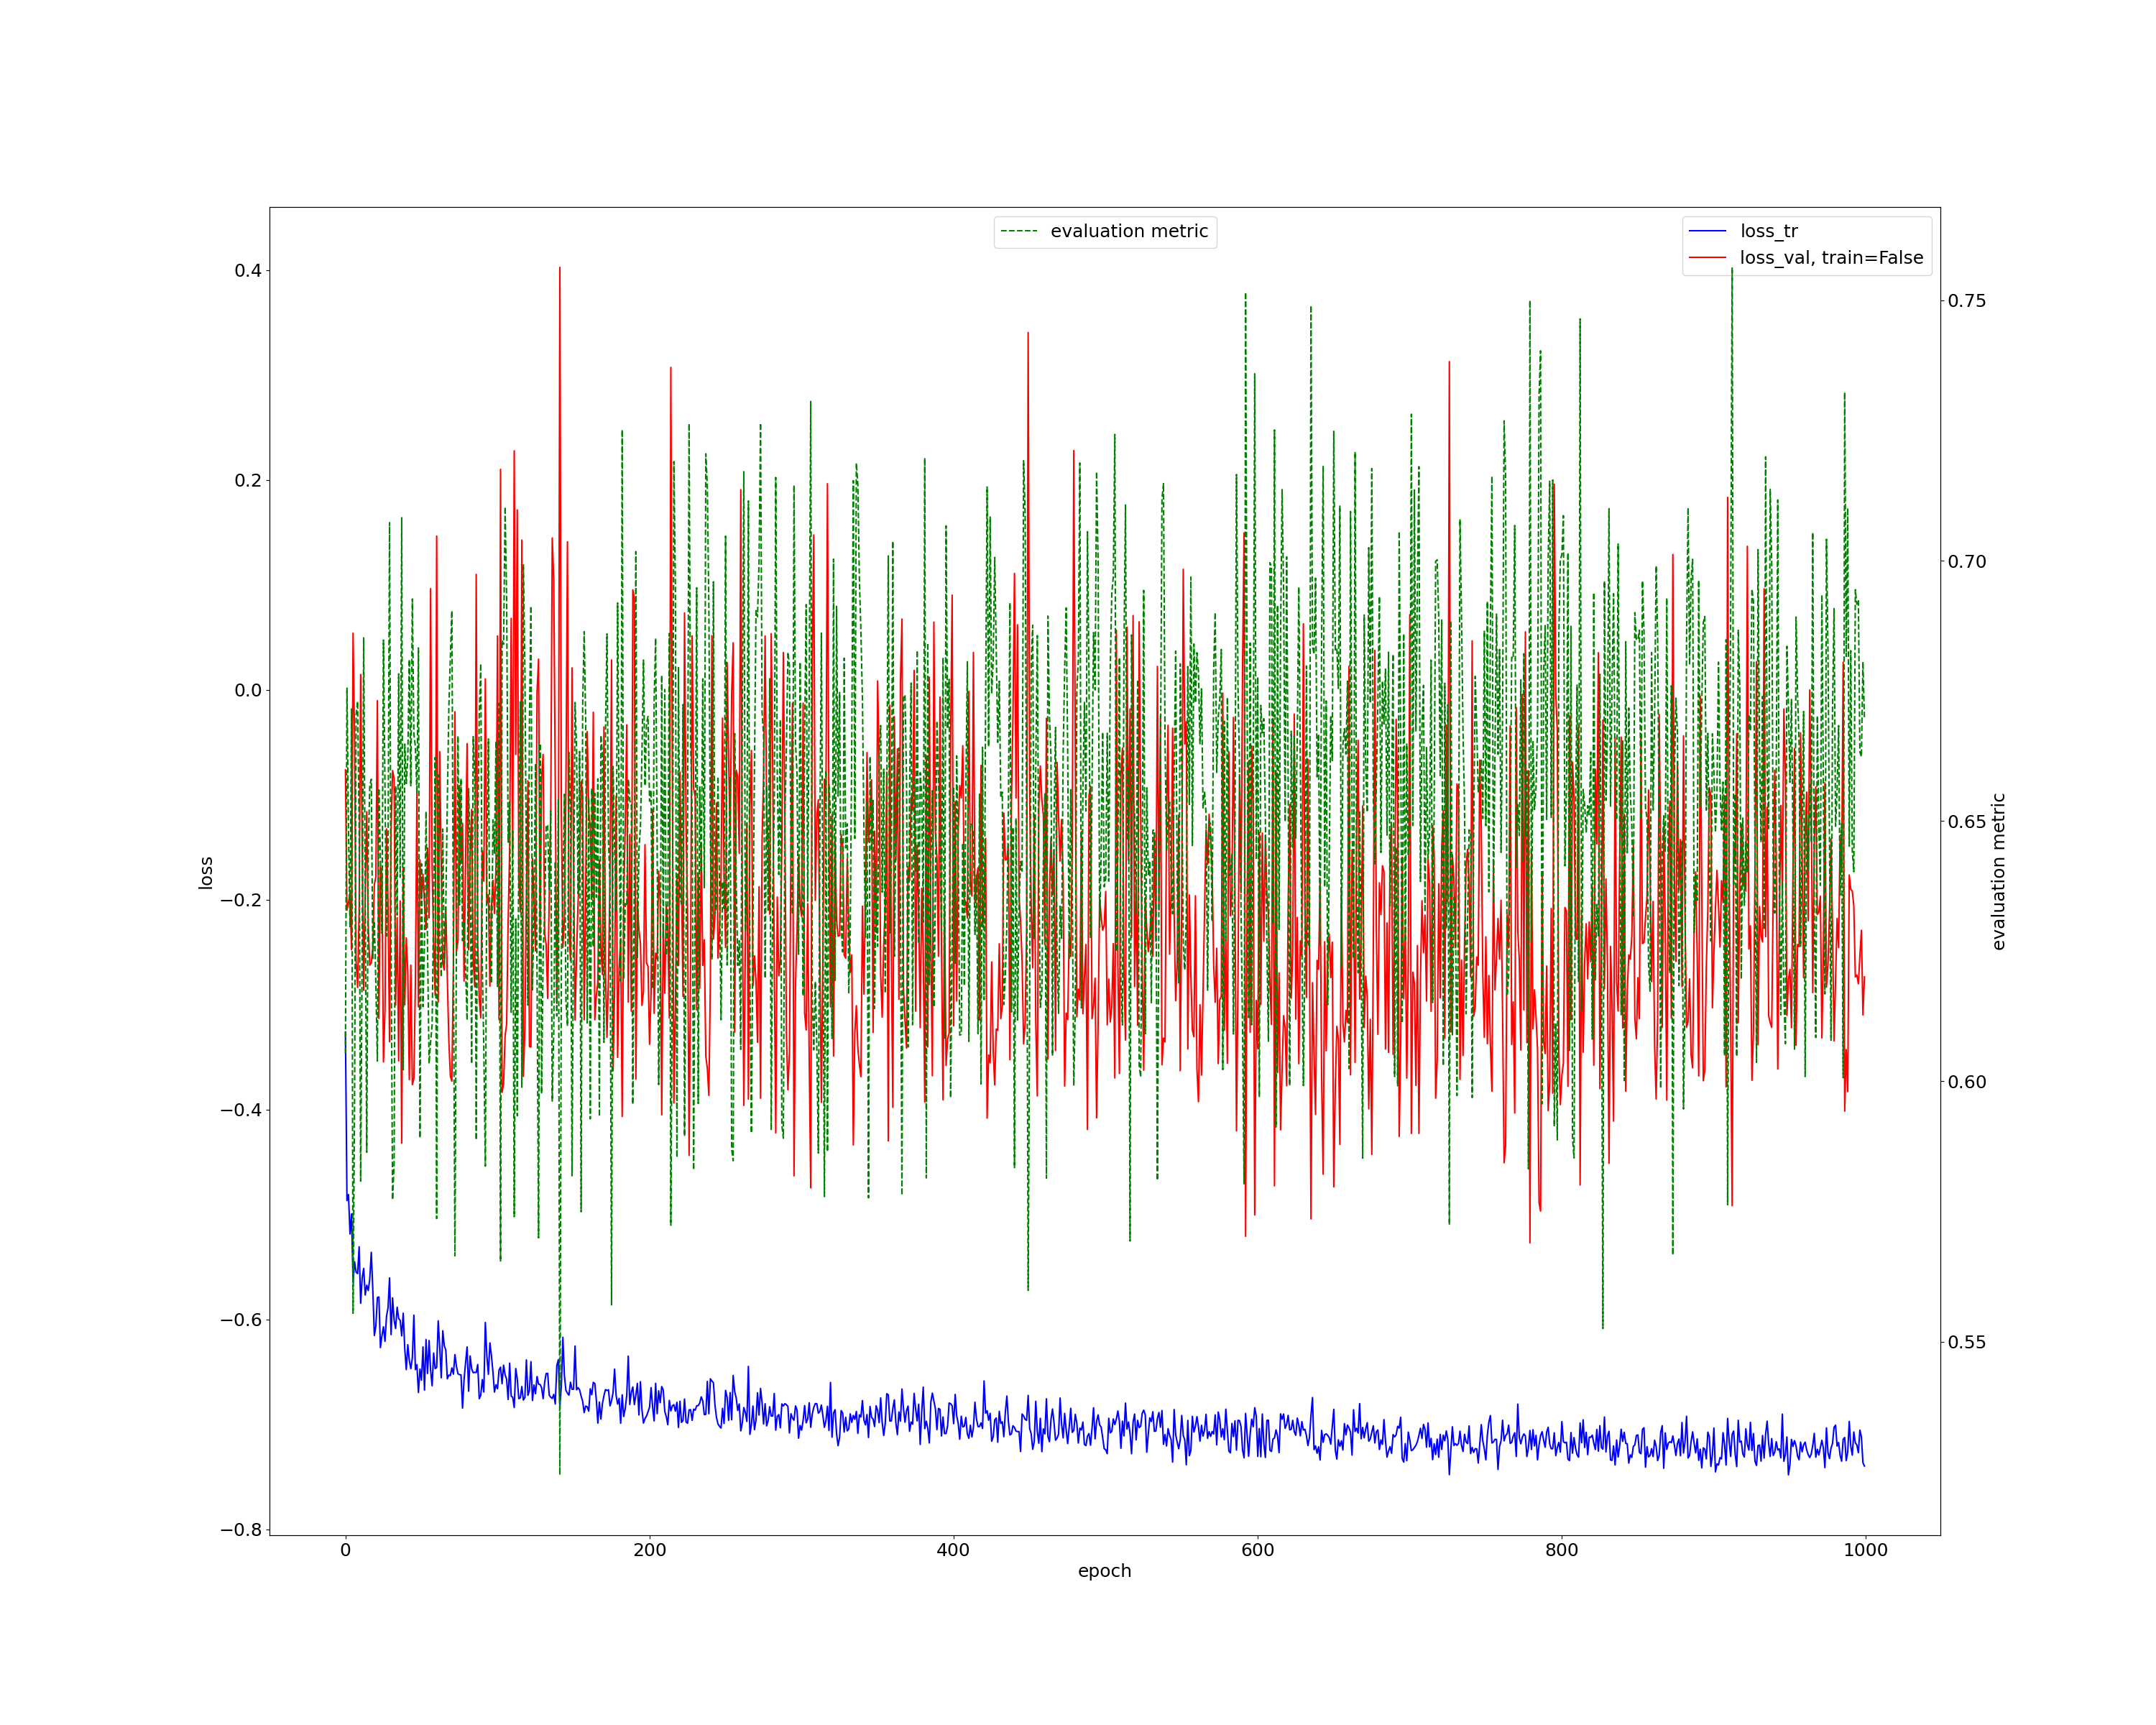 evaluation metric
loss_tr
loss_val, train=False
0.4
0.2
0.0
−0.2
−0.4
−0.6
−0.8
loss
0.75
0.70
0.65
0.60
0.55
evaluation metric
0 200 400 600 800 1000
epoch